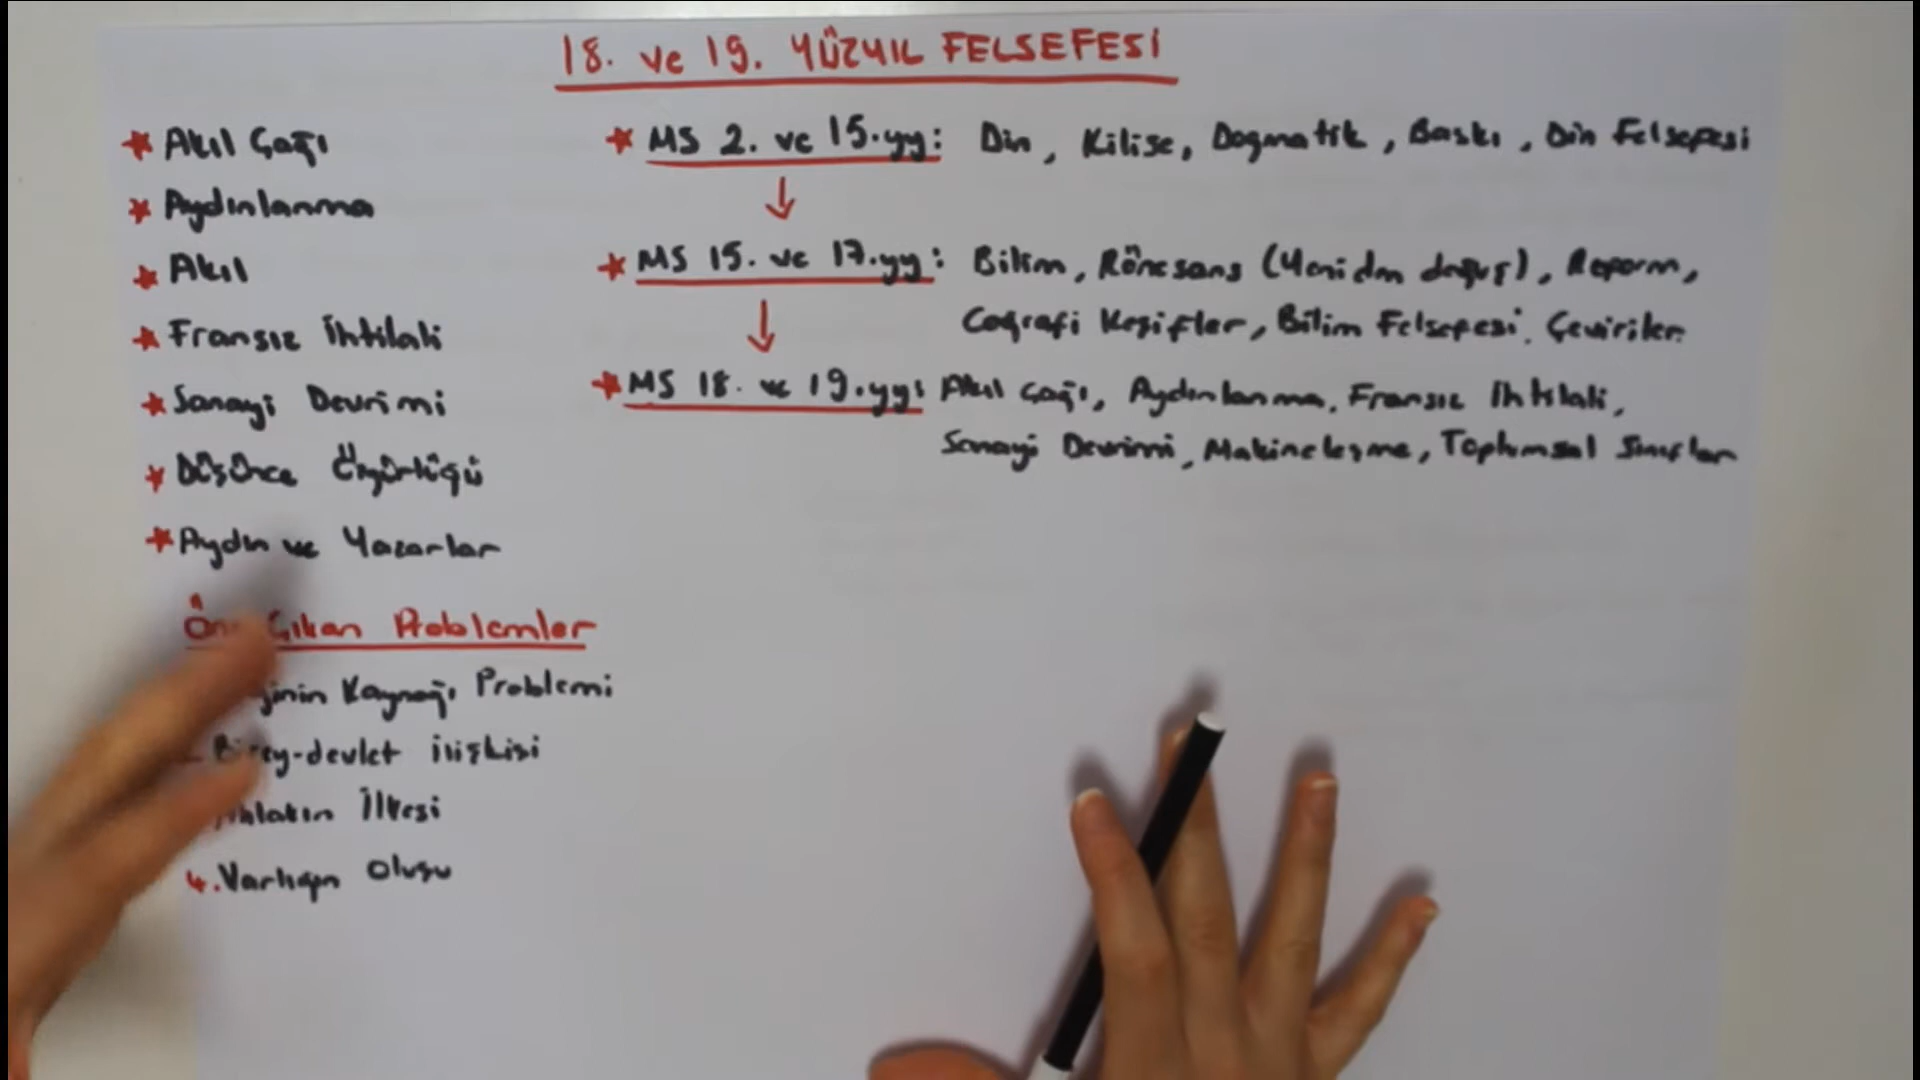 18. ve 19. YÜZYIL FELSEFESİ
★ Akıl Çağı
★ Aydınlanma
★ Akıl
★ Fransız İhtilali
★ Sanayi Devrimi
★ Düşünce Özgürlüğü
★ Aydın ve Yazarlar
Çıkan Problemler
Kaynağı Problemi
Birey-devlet ilişkisi
İlkesi
4. Varlığın Oluşu
★ MS 2. ve 15.yy: Din, Kilise, Dogmatik, Baskı, Din Felsefesi
↓
★ MS 15. ve 17.yy: Bilim, Rönesans (Yeniden doğuş), Reform,
Coğrafi Keşifler, Bilim Felsefesi, Çeviriler
↓
★ MS 18. ve 19.yy: Akıl Çağı, Aydınlanma, Fransız İhtilali,
Sanayi Devrimi, Makineleşme, Toplumsal Sınıflar